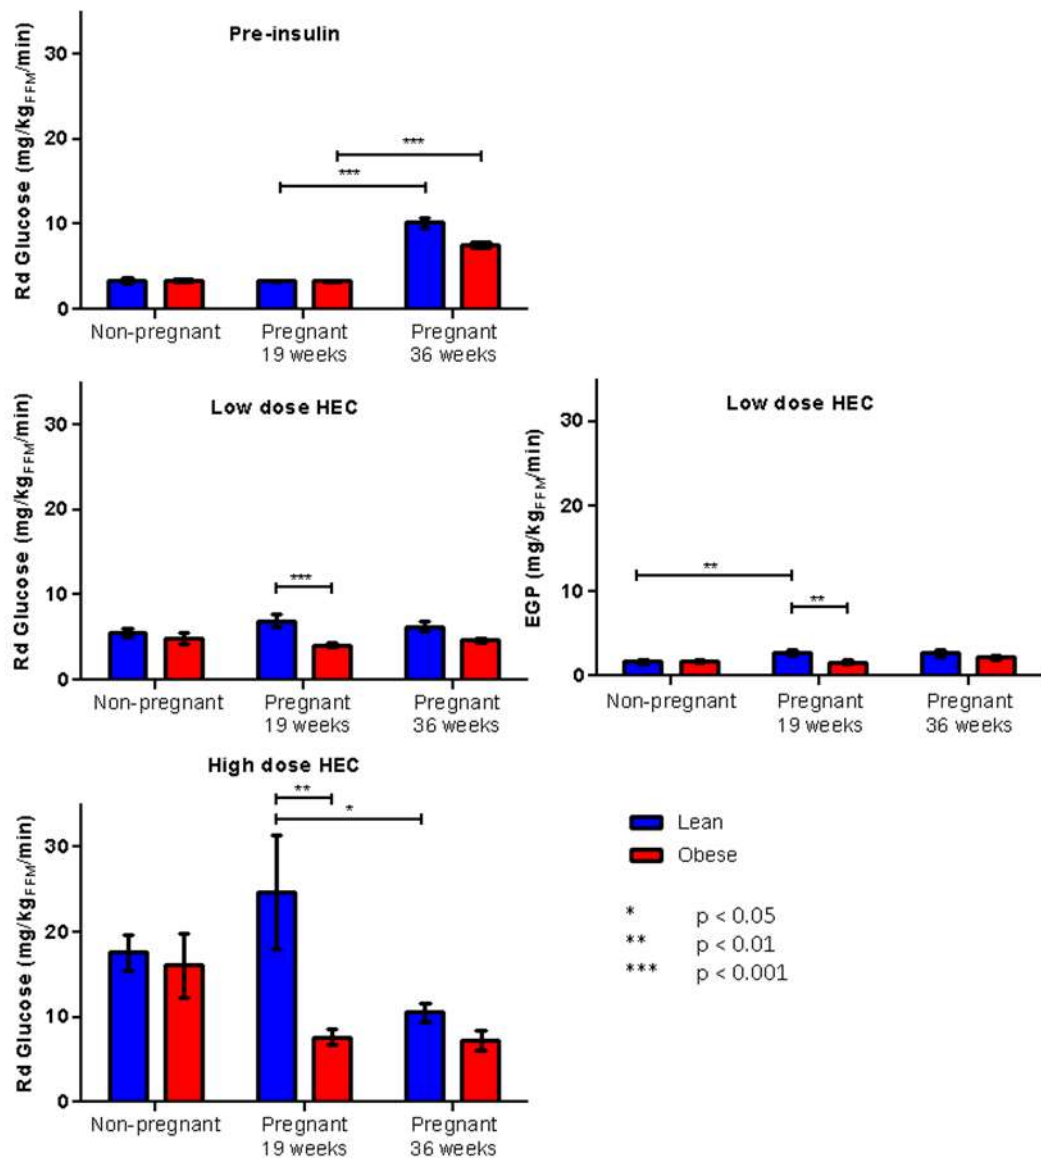 Pre-insulin
Rd Glucose (mg/kgFFM/min)
30
20
10
0
***
***
Non-pregnant
Pregnant
19 weeks
Pregnant
36 weeks
Low dose HEC
Rd Glucose (mg/kgFFM/min)
30
20
10
0
***
Non-pregnant
Pregnant
19 weeks
Pregnant
36 weeks
Low dose HEC
EGP (mg/kgFFM/min)
30
20
10
0
**
**
Non-pregnant
Pregnant
19 weeks
Pregnant
36 weeks
High dose HEC
Rd Glucose (mg/kgFFM/min)
30
20
10
0
**
*
Non-pregnant
Pregnant
19 weeks
Pregnant
36 weeks
Lean
Obese
* p < 0.05
** p < 0.01
*** p < 0.001